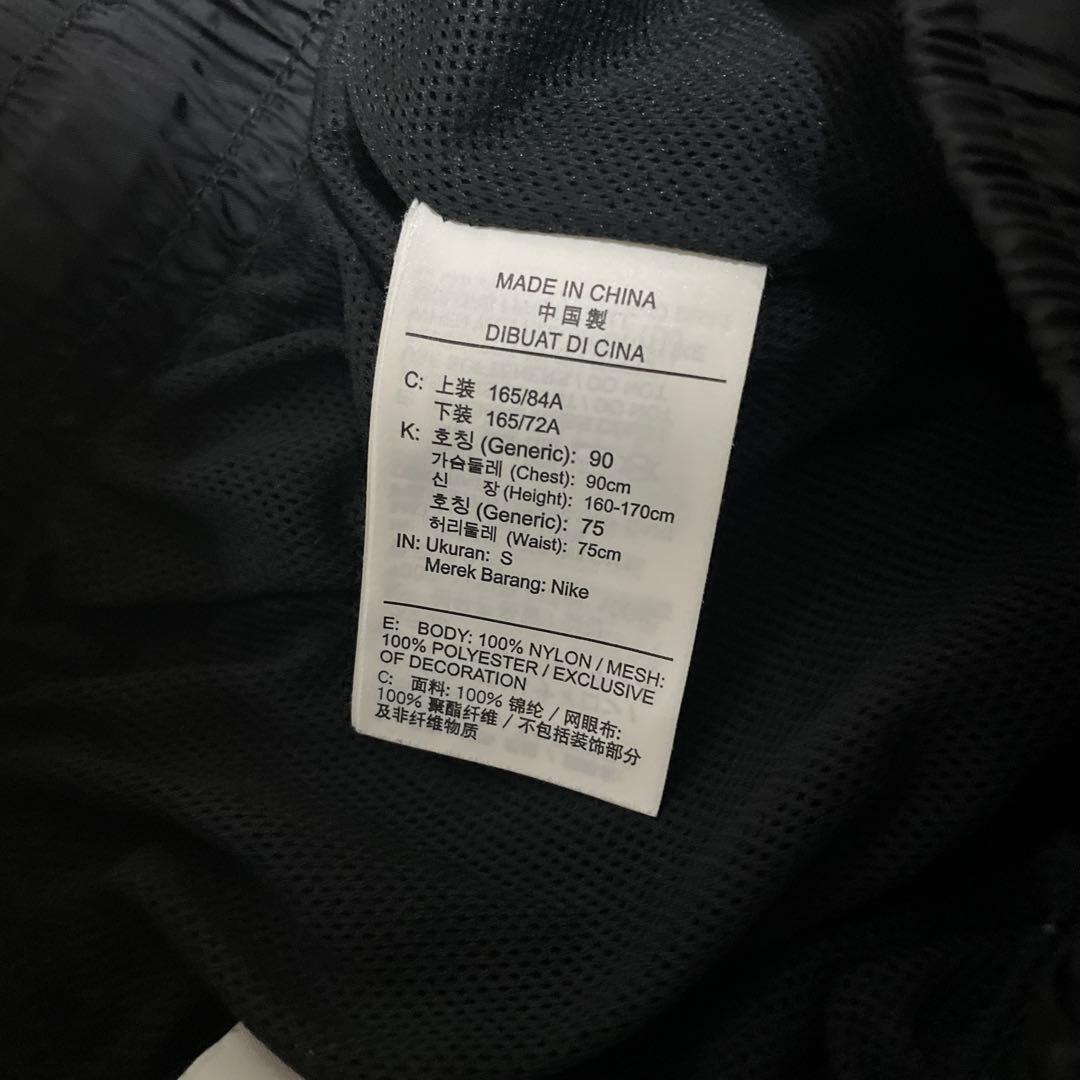 MADE IN CHINA
中国製
DIBUAT DI CINA
C: 上装 165/84A
下装 165/72A
K: 호칭 (Generic): 90
가슴둘레 (Chest): 90cm
신 장 (Height): 160-170cm
호칭 (Generic): 75
허리둘레 (Waist): 75cm
IN: Ukuran: S
Merek Barang: Nike
E: BODY: 100% NYLON / MESH:
100% POLYESTER / EXCLUSIVE
OF DECORATION
C: 面料: 100% 锦纶 / 网眼布:
100% 聚酯纤维 / 不包括装饰部分
及非纤维物质